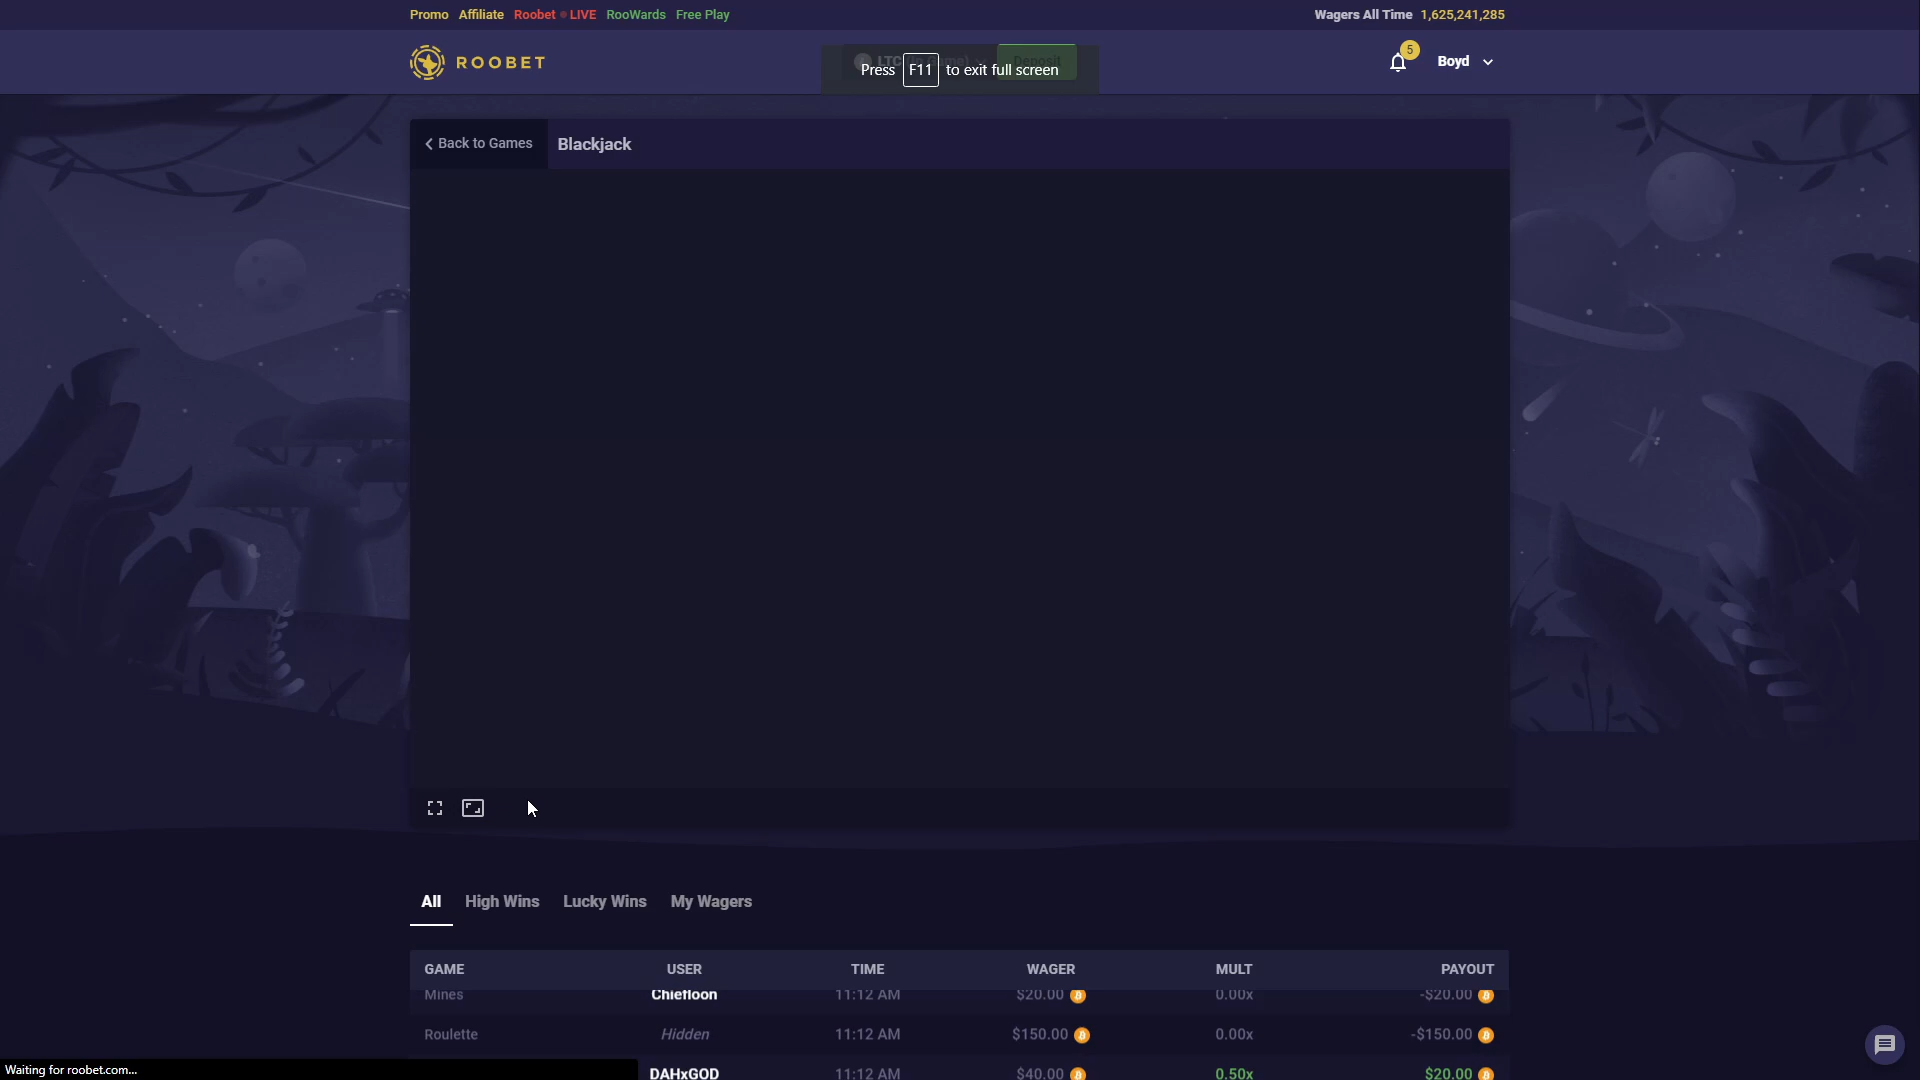 Promo Affiliate Roobet LIVE RooWards Free Play
Wagers All Time 1,625,241,285
ROOBET
Press F11 to exit full screen
5
Boyd
Back to Games
Blackjack
All High Wins Lucky Wins My Wagers
GAME USER TIME WAGER MULT PAYOUT
Mines Chiefloon 11:12 AM $20.00 0.00x -$20.00
Roulette Hidden 11:12 AM $150.00 0.00x -$150.00
DAHxGOD 11:12 AM $40.00 0.50x $20.00
Waiting for roobet.com...